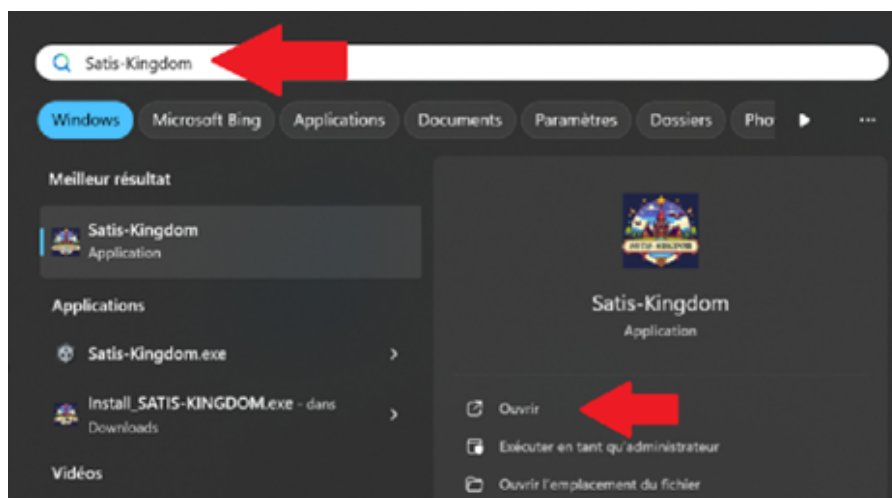 Satis-Kingdom
Windows Microsoft Bing Applications Documents Paramètres Dossiers Pho
Meilleur résultat
Satis-Kingdom
Application
Applications
Satis-Kingdom.exe
Install_SATIS-KINGDOM.exe - dans
Downloads
Vidéos
SATIS-KINGDOM
Satis-Kingdom
Application
Ouvrir
Exécuter en tant qu'administrateur
Ouvrir l'emplacement du fichier